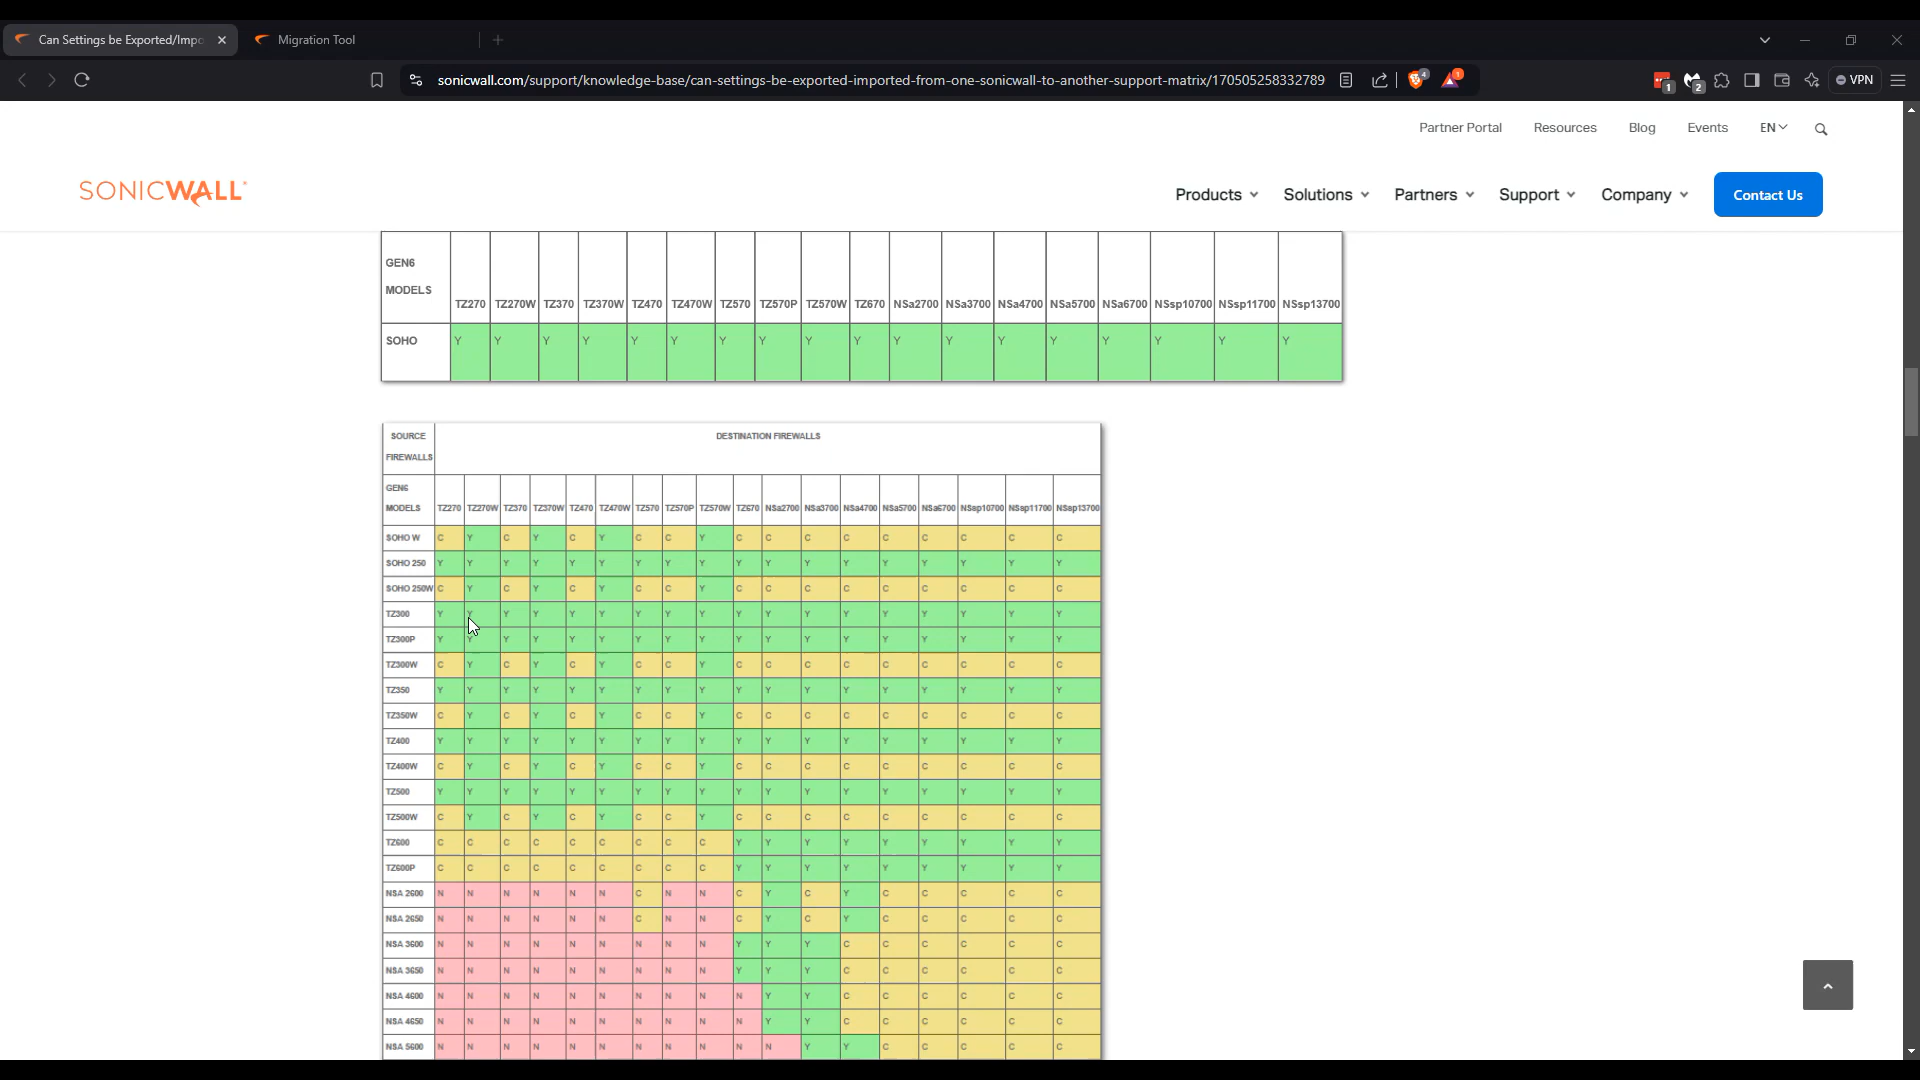 Can Settings be Exported/Impo
Migration Tool
sonicwall.com/support/knowledge-base/can-settings-be-exported-imported-from-one-sonicwall-to-another-support-matrix/170505258332789
4
1
1
2
VPN
Partner Portal Resources Blog Events EN
SONICWALL
Products Solutions Partners Support Company Contact Us
GEN6
MODELS
TZ270 TZ270W TZ370 TZ370W TZ470 TZ470W TZ570 TZ570P TZ570W TZ670 NSa2700 NSa3700 NSa4700 NSa5700 NSa6700 NSsp10700 NSsp11700 NSsp13700
SOHO Y Y Y Y Y Y Y Y Y Y Y Y Y Y Y Y Y Y
SOURCE DESTINATION FIREWALLS
FIREWALLS
GEN6
MODELS TZ270 TZ270W TZ370 TZ370W TZ470 TZ470W TZ570 TZ570P TZ570W TZ670 NSa2700 NSa3700 NSa4700 NSa5700 NSa6700 NSsp10700 NSsp11700 NSsp13700
SOHO W C Y C Y C Y C C Y C C C C C C C C C
SOHO 250 Y Y Y Y Y Y Y Y Y Y Y Y Y Y Y Y Y Y
SOHO 250W C Y C Y C Y C C Y C C C C C C C C C
TZ300 Y Y Y Y Y Y Y Y Y Y Y Y Y Y Y Y Y Y
TZ300P Y Y Y Y Y Y Y Y Y Y Y Y Y Y Y Y Y Y
TZ300W C Y C Y C Y C C Y C C C C C C C C C
TZ350 Y Y Y Y Y Y Y Y Y Y Y Y Y Y Y Y Y Y
TZ350W C Y C Y C Y C C Y C C C C C C C C C
TZ400 Y Y Y Y Y Y Y Y Y Y Y Y Y Y Y Y Y Y
TZ400W C Y C Y C Y C C Y C C C C C C C C C
TZ500 Y Y Y Y Y Y Y Y Y Y Y Y Y Y Y Y Y Y
TZ500W C Y C Y C Y C C Y C C C C C C C C C
TZ600 C C C C C C C C C Y Y Y Y Y Y Y Y Y
TZ600P C C C C C C C C C Y Y Y Y Y Y Y Y Y
NSA 2600 N N N N N N C N N C Y C Y C C C C C
NSA 2650 N N N N N N C N N C Y C Y C C C C C
NSA 3600 N N N N N N N N N Y Y Y C C C C C C
NSA 3650 N N N N N N N N N Y Y Y C C C C C C
NSA 4600 N N N N N N N N N N Y Y C C C C C C
NSA 4650 N N N N N N N N N N Y Y C C C C C C
NSA 5600 N N N N N N N N N N N Y Y C C C C C